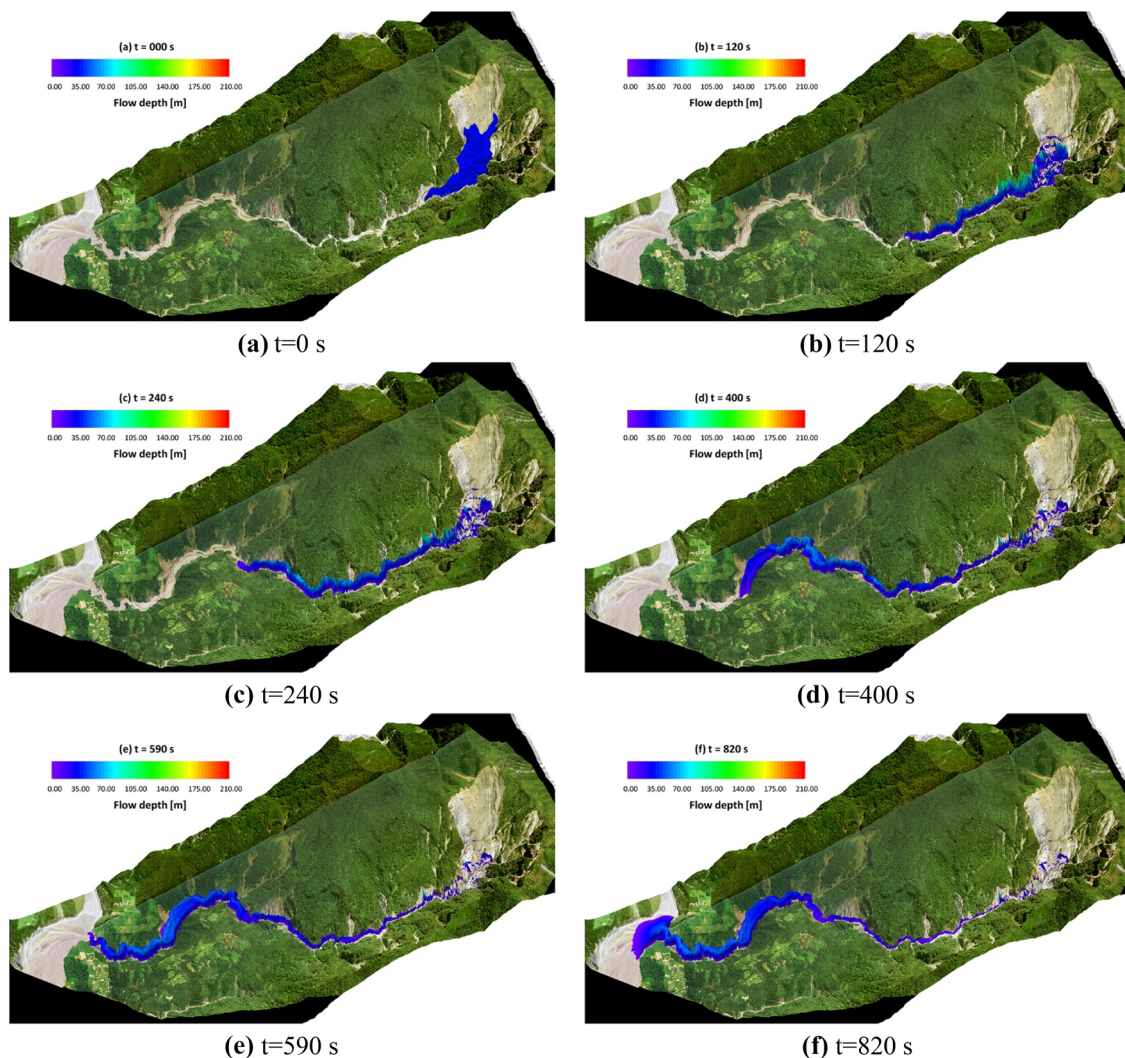 (a) t = 000 s
0.00 35.00 70.00 105.00 140.00 175.00 210.00
Flow depth [m]
(b) t = 120 s
0.00 35.00 70.00 105.00 140.00 175.00 210.00
Flow depth [m]
(a) t=0 s
(b) t=120 s
(c) t = 240 s
0.00 35.00 70.00 105.00 140.00 175.00 210.00
Flow depth [m]
(d) t = 400 s
0.00 35.00 70.00 105.00 140.00 175.00 210.00
Flow depth [m]
(c) t=240 s
(d) t=400 s
(e) t = 590 s
0.00 35.00 70.00 105.00 140.00 175.00 210.00
Flow depth [m]
(f) t = 820 s
0.00 35.00 70.00 105.00 140.00 175.00 210.00
Flow depth [m]
(e) t=590 s
(f) t=820 s